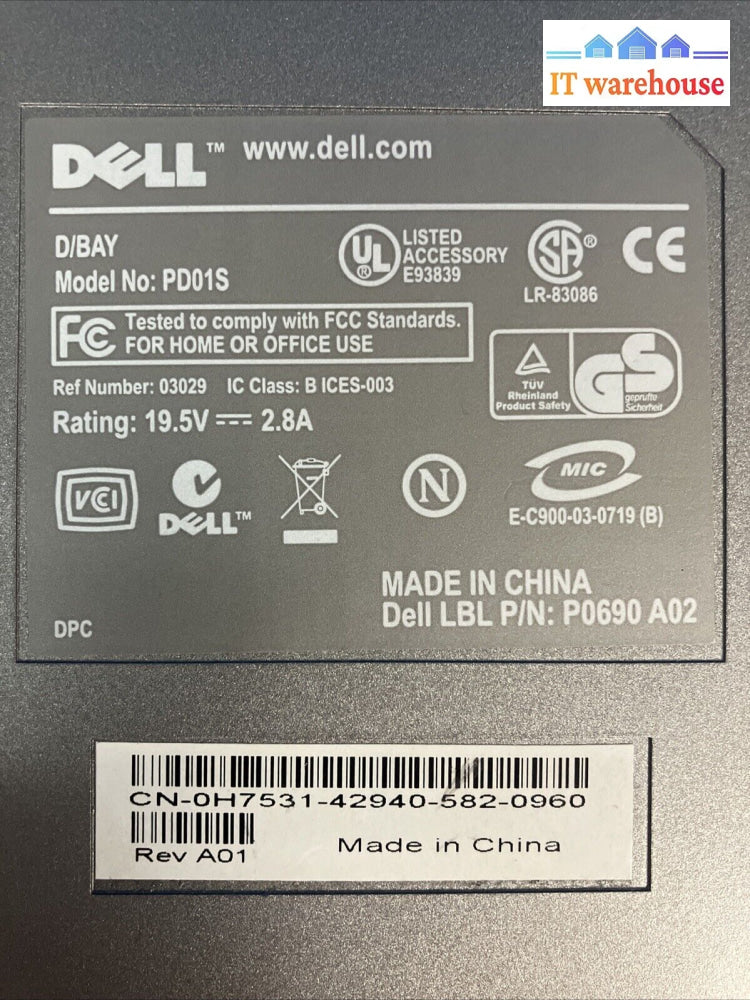 IT warehouse
DELL™ www.dell.com
D/BAY
Model No: PD01S
UL® LISTED ACCESSORY E93839
SA®
LR-83086
CE
FC Tested to comply with FCC Standards.
FOR HOME OR OFFICE USE
Ref Number: 03029 IC Class: B ICES-003
Rating: 19.5V ⎓ 2.8A
TÜV
Rheinland
Product Safety
GS
geprüfte
Sicherheit
VCI
DELL™
N
MIC
E-C900-03-0719 (B)
MADE IN CHINA
Dell LBL P/N: P0690 A02
DPC
CN-0H7531-42940-582-0960
Rev A01
Made in China